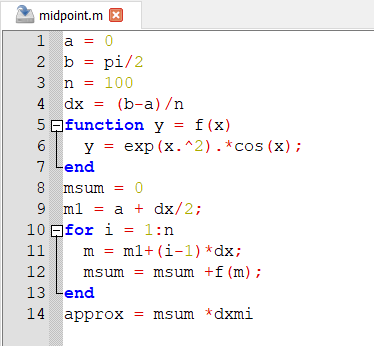 midpoint.m
1 a = 0
2 b = pi/2
3 n = 100
4 dx = (b-a)/n
5 function y = f(x)
6 y = exp(x.^2).*cos(x);
7 end
8 msum = 0
9 m1 = a + dx/2;
10 for i = 1:n
11 m = m1+(i-1)*dx;
12 msum = msum +f(m);
13 end
14 approx = msum *dxmi